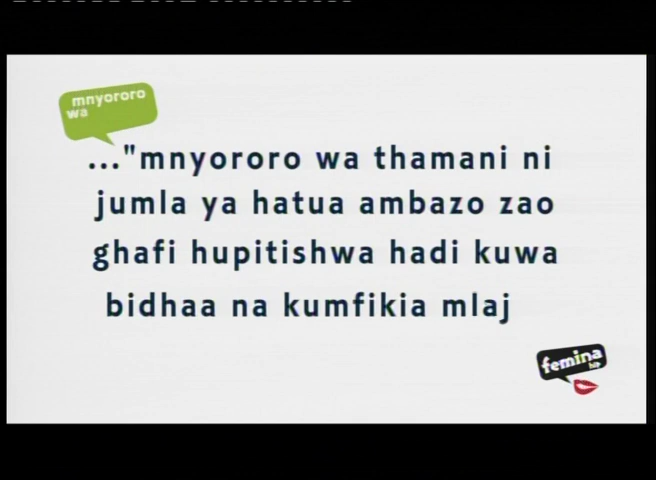 mnyororo
wa
..."mnyororo wa thamani ni
jumla ya hatua ambazo zao
ghafi hupitishwa hadi kuwa
bidhaa na kumfikia mlaj
femina
hip